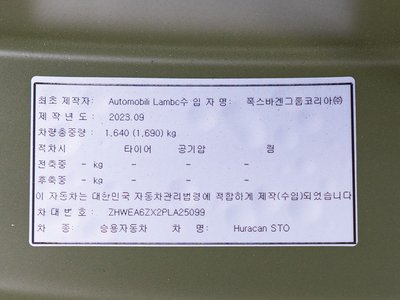 최초 제작자: Automobili Lambc수 입 자 명: 폭스바겐그룹코리아㈜
제 작 년 도 : 2023.09
차량총중량 : 1,640 (1,690) kg
적차시 타이어 공기압 림
전축중 - kg - - -
후축중 - kg - - -
이 자동차는 대한민국 자동차관리법령에 적합하게 제작(수입)되었습니다
차 대 번 호 : ZHWEA6ZX2PLA25099
차 종: 승용자동차 차 명: Huracan STO